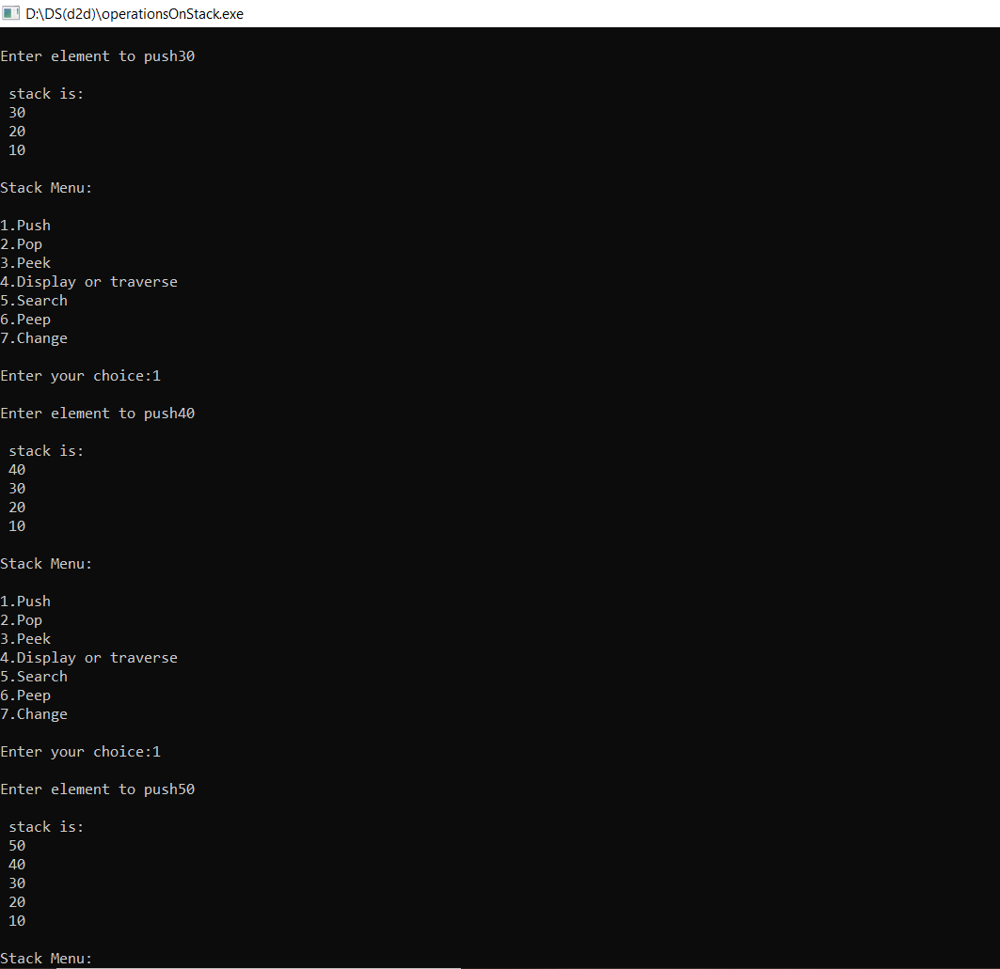 D:\DS(d2d)\operationsOnStack.exe
Enter element to push30
stack is:
30
20
10
Stack Menu:
1.Push
2.Pop
3.Peek
4.Display or traverse
5.Search
6.Peep
7.Change
Enter your choice:1
Enter element to push40
stack is:
40
30
20
10
Stack Menu:
1.Push
2.Pop
3.Peek
4.Display or traverse
5.Search
6.Peep
7.Change
Enter your choice:1
Enter element to push50
stack is:
50
40
30
20
10
Stack Menu: